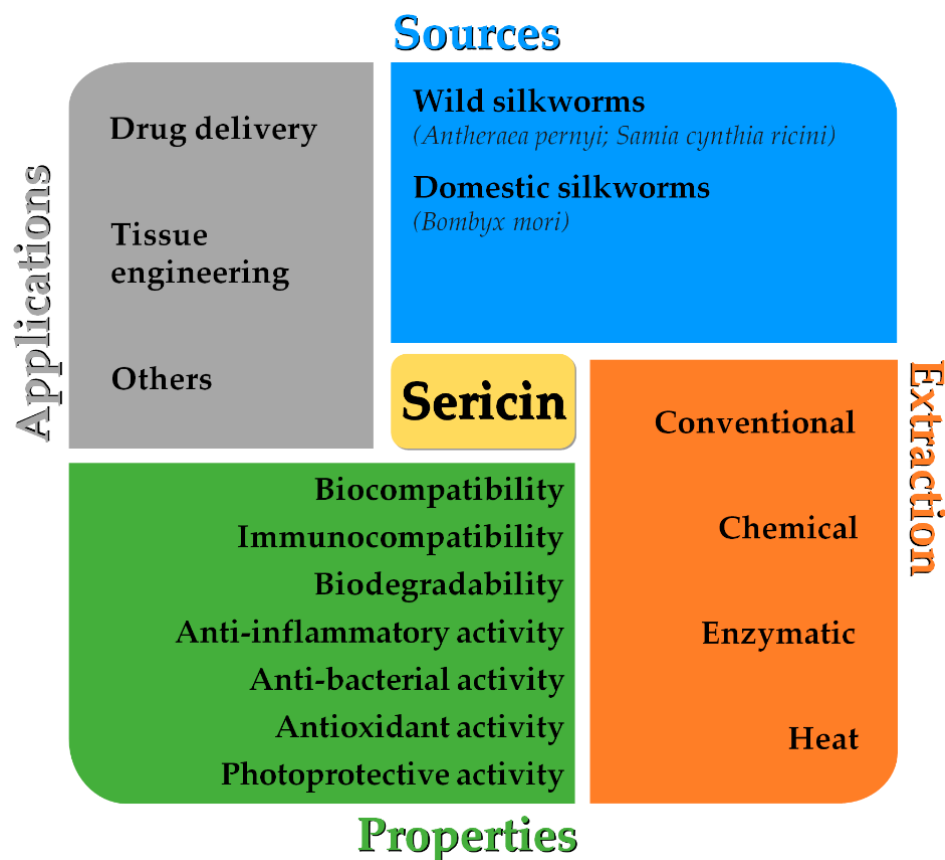 Sources
Wild silkworms
(Antheraea pernyi; Samia cynthia ricini)
Domestic silkworms
(Bombyx mori)
Applications
Drug delivery
Tissue
engineering
Others
Sericin
Extraction
Conventional
Chemical
Enzymatic
Heat
Biocompatibility
Immunocompatibility
Biodegradability
Anti-inflammatory activity
Anti-bacterial activity
Antioxidant activity
Photoprotective activity
Properties